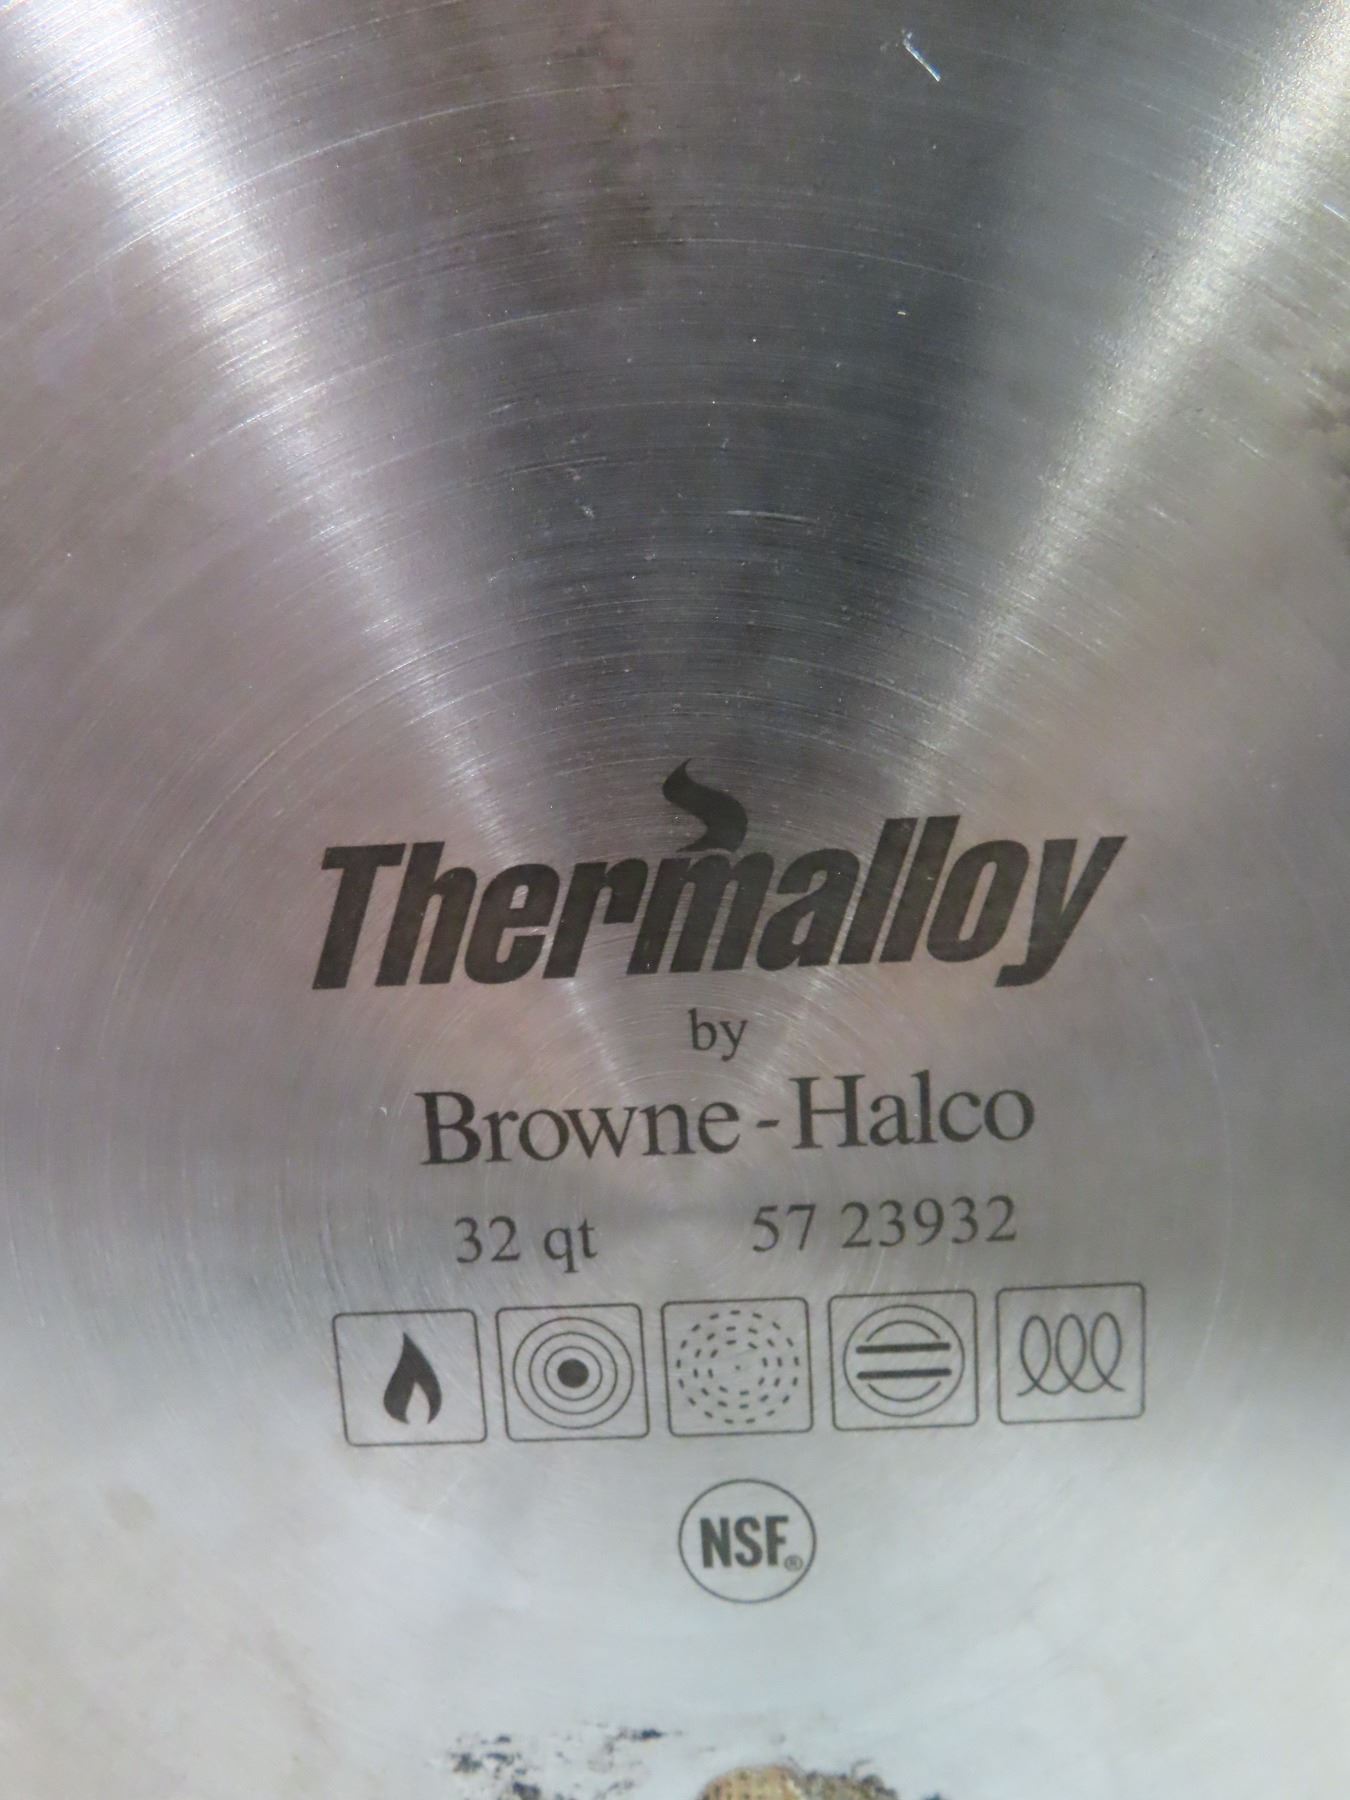 Thermalloy
by
Browne-Halco
32 qt 57 23932
NSF®